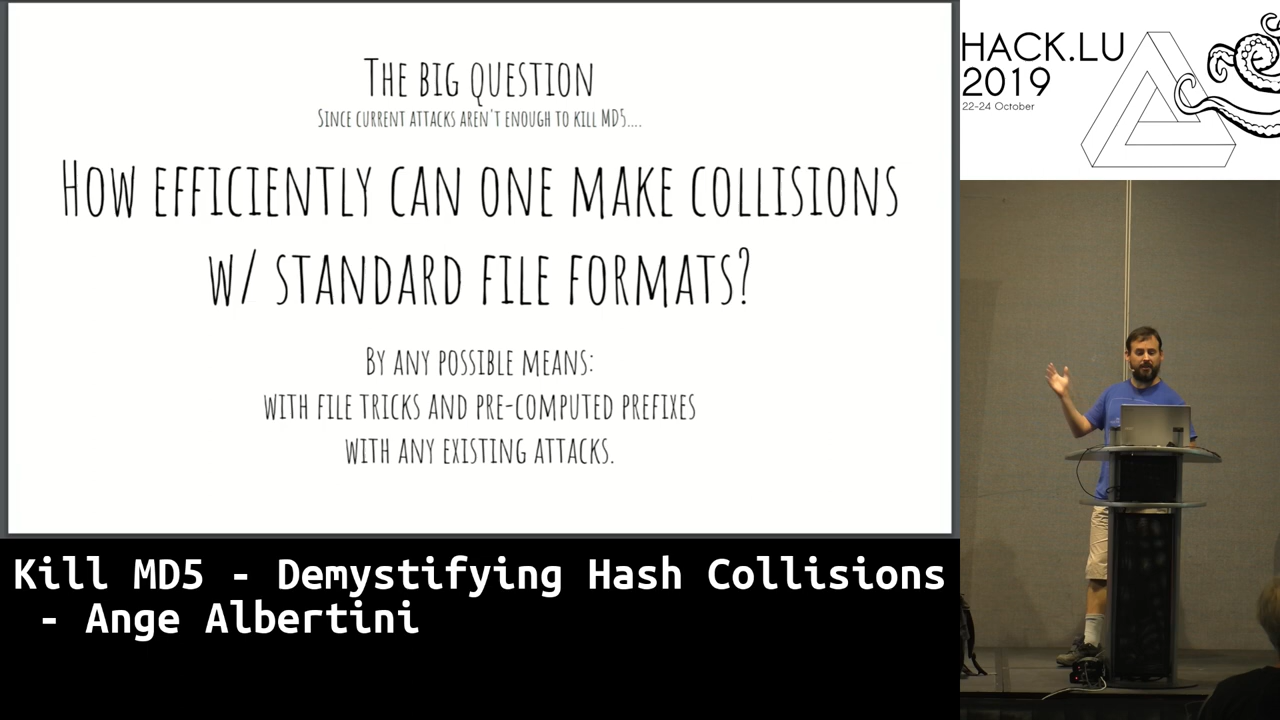 The big question
Since current attacks aren't enough to kill MD5....
How efficiently can one make collisions
w/ standard file formats?
By any possible means:
with file tricks and pre-computed prefixes
with any existing attacks.
HACK.LU
2019
22-24 October
Kill MD5 - Demystifying Hash Collisions
- Ange Albertini